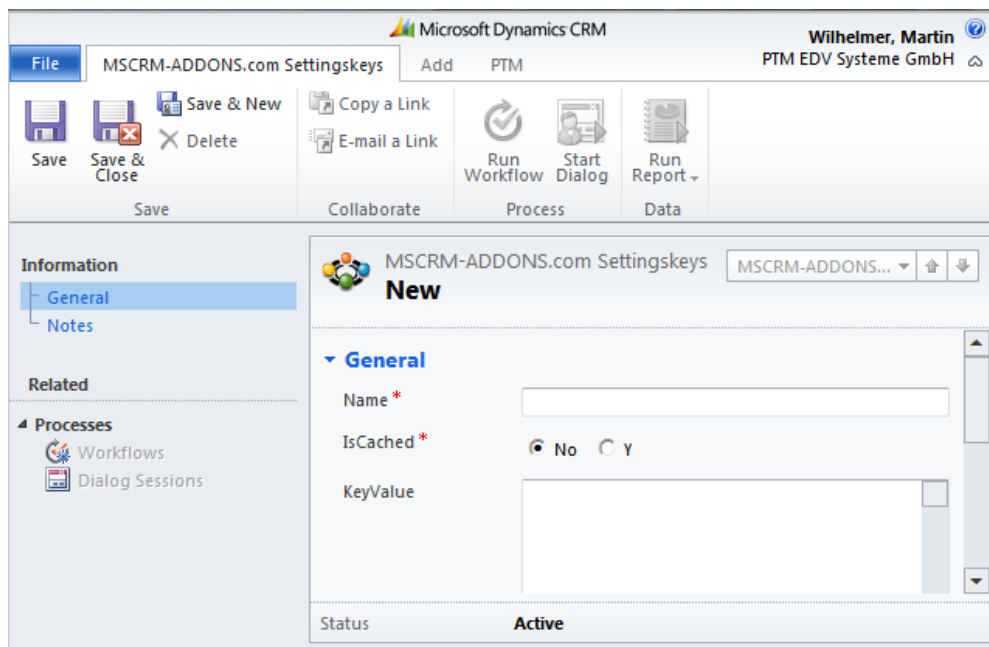 Microsoft Dynamics CRM
Wilhelmer, Martin
PTM EDV Systeme GmbH
File
MSCRM-ADDONS.com Settingskeys
Add
PTM
Save
Save & Close
Save & New
Delete
Save
Copy a Link
E-mail a Link
Collaborate
Run Workflow
Start Dialog
Process
Run Report
Data
Information
General
Notes
Related
Processes
Workflows
Dialog Sessions
MSCRM-ADDONS.com Settingskeys
New
MSCRM-ADDONS...
General
Name *
IsCached *
No
Y
KeyValue
Status
Active